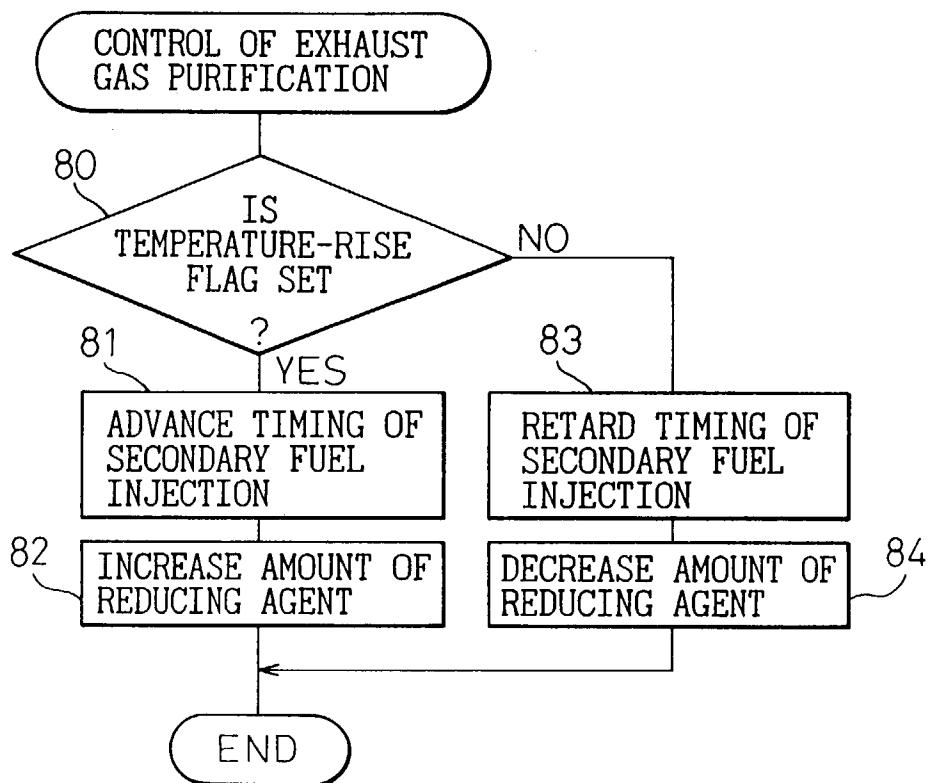 CONTROL OF EXHAUST
GAS PURIFICATION
80
IS
TEMPERATURE-RISE
FLAG SET
?
NO
YES
81
ADVANCE TIMING OF
SECONDARY FUEL
INJECTION
83
RETARD TIMING OF
SECONDARY FUEL
INJECTION
82
INCREASE AMOUNT OF
REDUCING AGENT
DECREASE AMOUNT OF
REDUCING AGENT
84
END